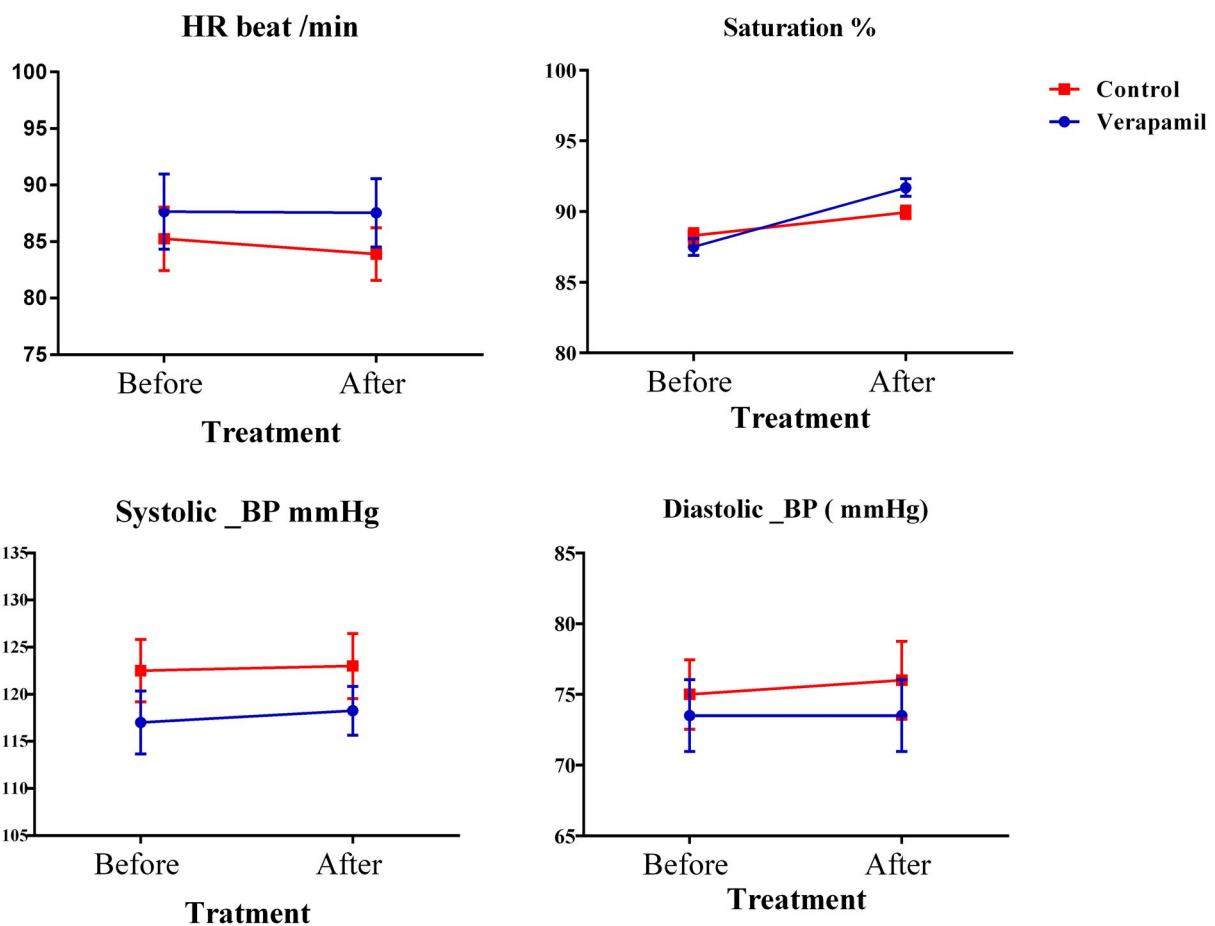 HR beat /min
100
95
90
85
80
75
Before
After
Treatment
Saturation %
100
95
90
85
80
Before
After
Treatment
Control
Verapamil
Systolic _BP mmHg
135
130
125
120
115
110
105
Before
After
Tratment
Diastolic _BP ( mmHg)
85
80
75
70
65
Before
After
Treatment